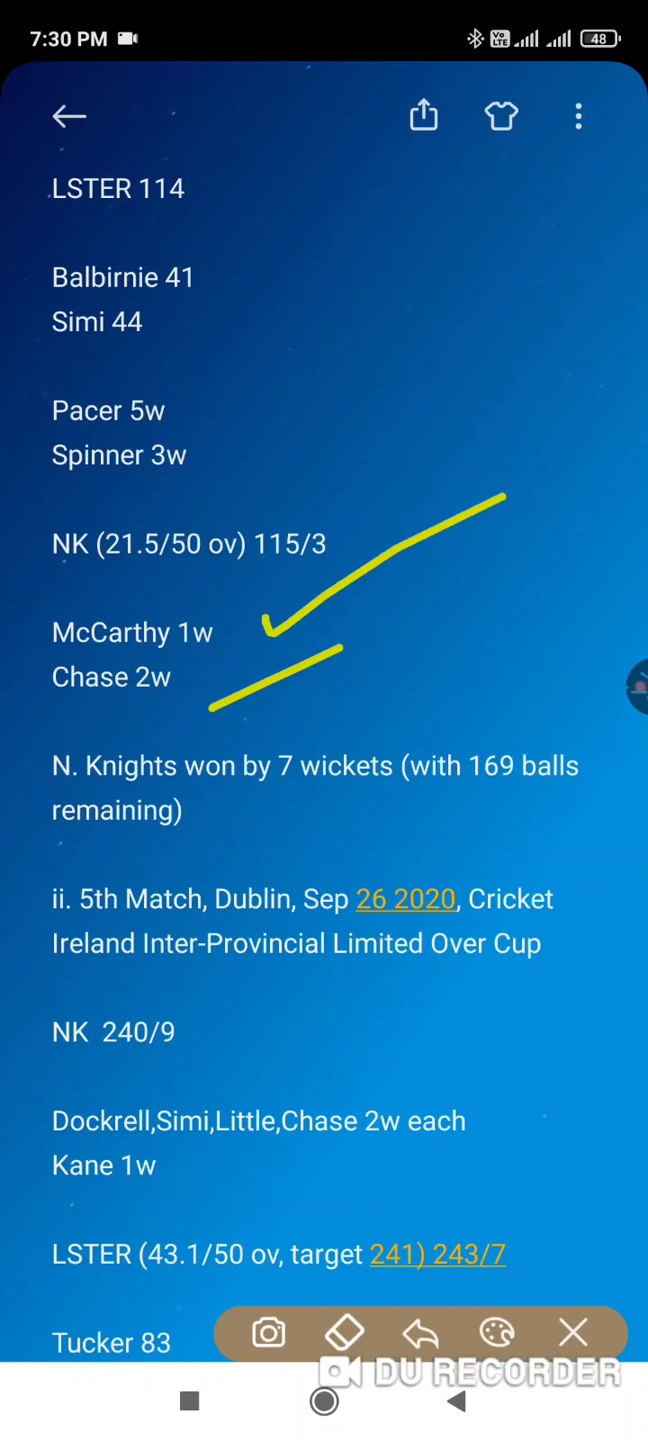 7:30 PM
Vo LTE
48
LSTER 114
Balbirnie 41
Simi 44
Pacer 5w
Spinner 3w
NK (21.5/50 ov) 115/3
McCarthy 1w
Chase 2w
N. Knights won by 7 wickets (with 169 balls
remaining)
ii. 5th Match, Dublin, Sep 26 2020, Cricket
Ireland Inter-Provincial Limited Over Cup
NK 240/9
Dockrell,Simi,Little,Chase 2w each
Kane 1w
LSTER (43.1/50 ov, target 241) 243/7
Tucker 83
DU RECORDER